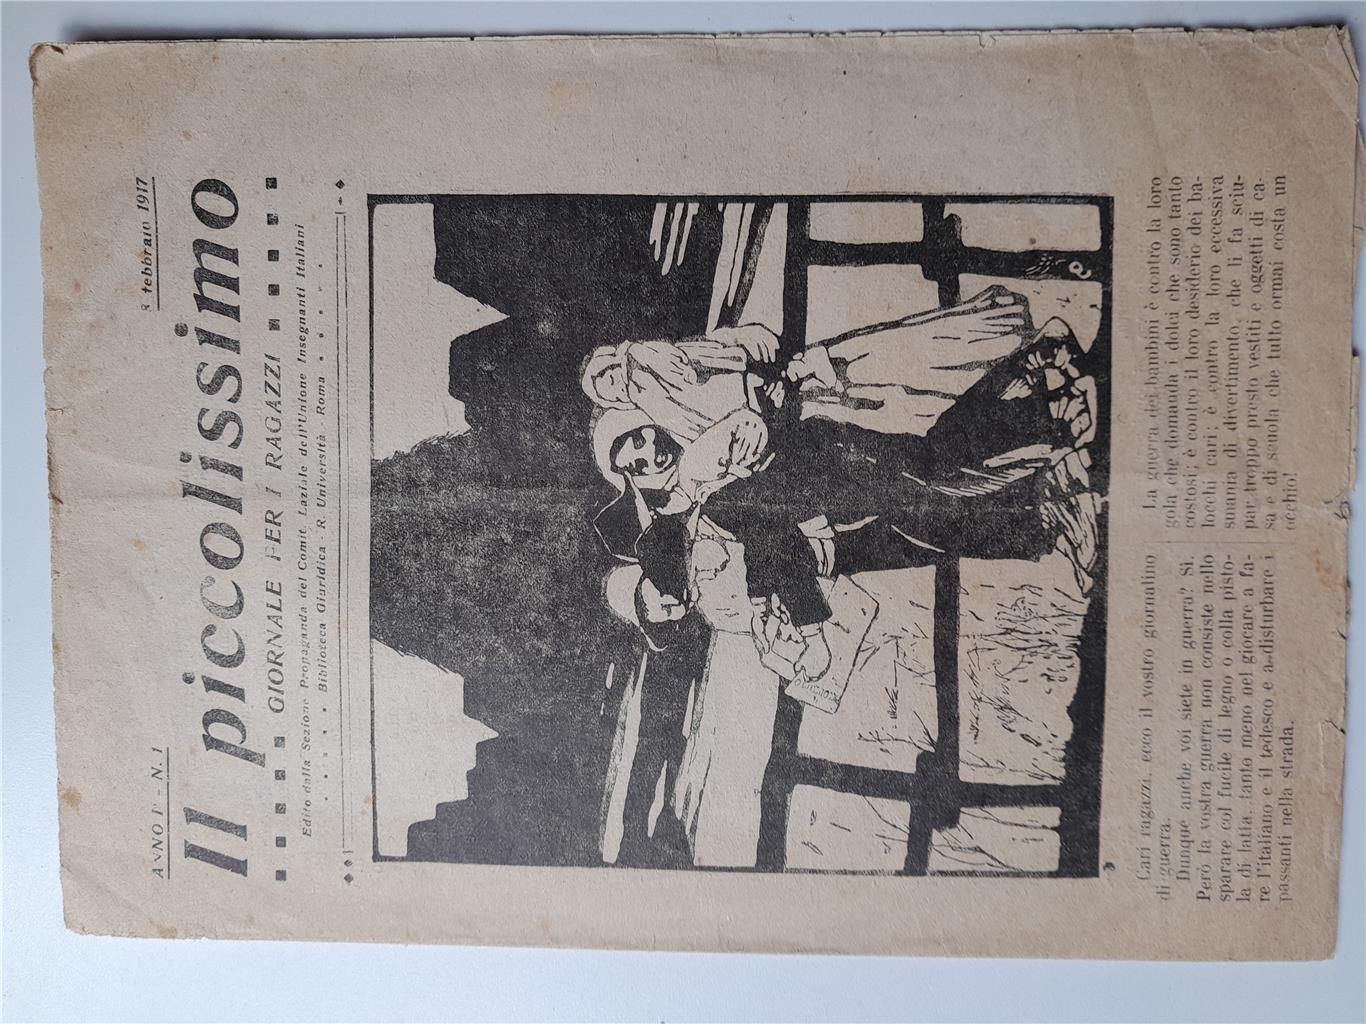 ANNO I° - N. 1
8 febbraio 1917
Il piccolissimo
GIORNALE PER I RAGAZZI
Edito dalla Sezione Propaganda del Comit. Laziale dell'Unione Insegnanti Italiani
Biblioteca Giuridica - R. Università - Roma
Cari ragazzi, ecco il vostro giornalino
di guerra.
Dunque anche voi siete in guerra? Sì.
Però la vostra guerra non consiste nello
sparare col fucile di legno o colla pisto-
la di latta, tanto meno nel giocare a fa-
re l'italiano e il tedesco e a disturbare i
passanti nella strada.
La guerra dei bambini è contro la loro
gola che domanda i dolci che sono tanto
costosi; è contro il loro desiderio dei ba-
locchi cari; è contro la loro eccessiva
smania di divertimento, che li fa sciu-
par troppo presto vestiti e oggetti di ca-
sa e di scuola che tutto ormai costa un
occhio!